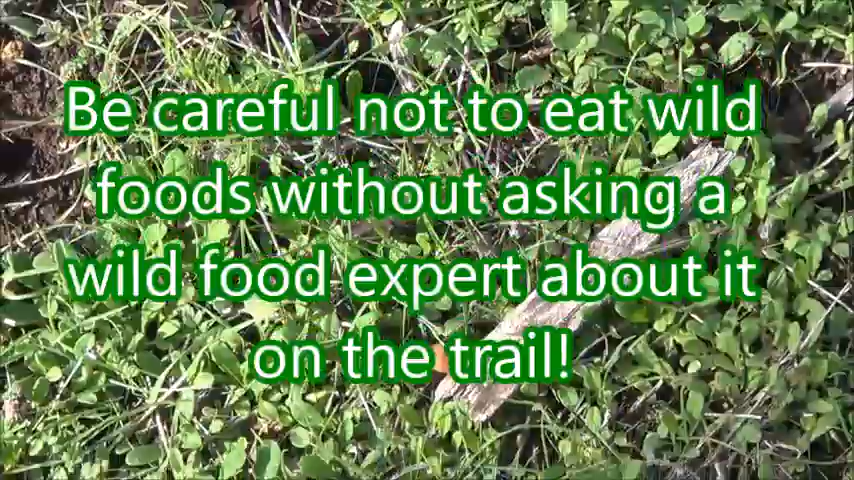 Be careful not to eat wild
foods without asking a
wild food expert about it
on the trail!